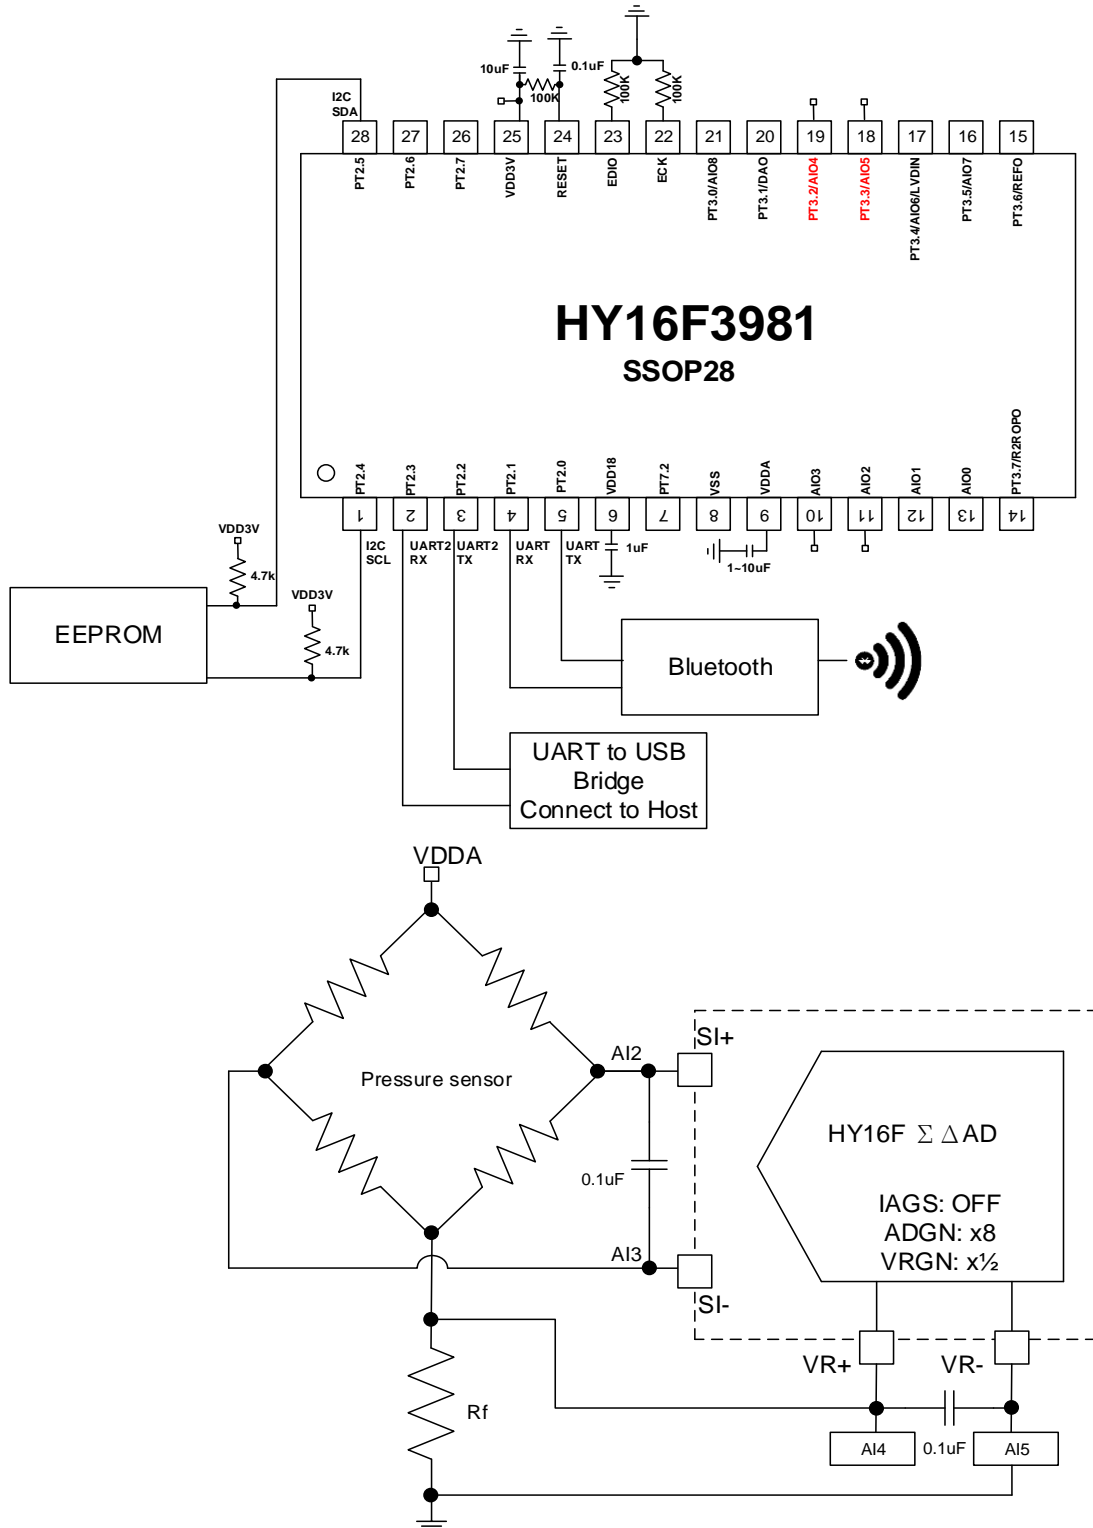 10uF
0.1uF
100K
100K
100K
I2C
SDA
28
27
26
25
24
23
22
21
20
19
18
17
16
15
PT2.5
PT2.6
PT2.7
VDD3V
RESET
EDIO
ECK
PT3.0/AIO8
PT3.1/DAO
PT3.2/AIO4
PT3.3/AIO5
PT3.4/AIO6/LVDIN
PT3.5/AIO7
PT3.6/REFO
HY16F3981
SSOP28
PT2.4
PT2.3
PT2.2
PT2.1
PT2.0
VDD18
PT7.2
VSS
VDDA
AIO3
AIO2
AIO1
AIO0
PT3.7/R2ROPO
1
2
3
4
5
6
7
8
9
10
11
12
13
14
I2C
SCL
UART2
RX
UART2
TX
UART
RX
UART
TX
1uF
1~10uF
VDD3V
4.7k
VDD3V
4.7k
EEPROM
Bluetooth
UART to USB
Bridge
Connect to Host
VDDA
Pressure sensor
AI2
SI+
0.1uF
AI3
SI-
HY16F Σ Δ AD
IAGS: OFF
ADGN: x8
VRGN: x½
VR+
VR-
Rf
AI4
0.1uF
AI5